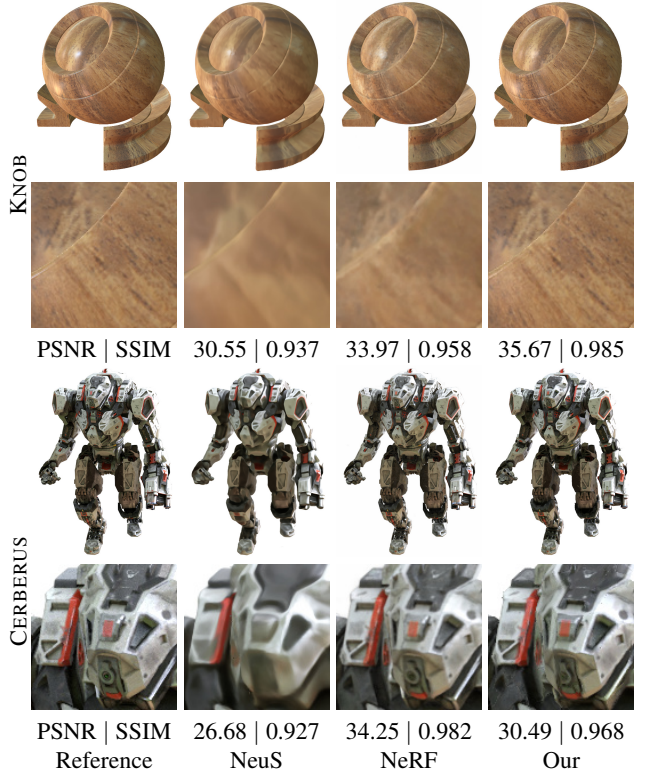 KNOB
PSNR | SSIM 30.55 | 0.937 33.97 | 0.958 35.67 | 0.985
CERBERUS
PSNR | SSIM 26.68 | 0.927 34.25 | 0.982 30.49 | 0.968
Reference NeuS NeRF Our